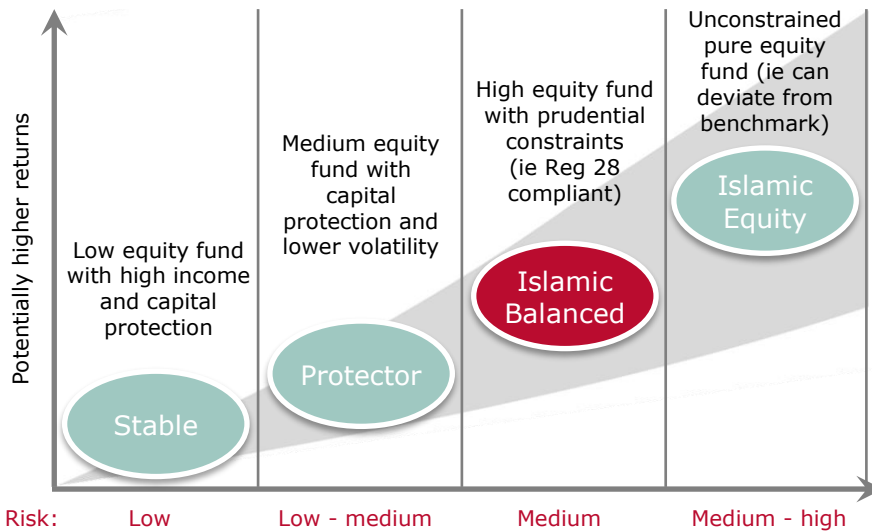 Potentially higher returns
Low equity fund
with high income
and capital
protection
Stable
Medium equity
fund with
capital
protection and
lower volatility
Protector
High equity fund
with prudential
constraints
(ie Reg 28
compliant)
Islamic
Balanced
Unconstrained
pure equity
fund (ie can
deviate from
benchmark)
Islamic
Equity
Risk: Low Low - medium Medium Medium - high